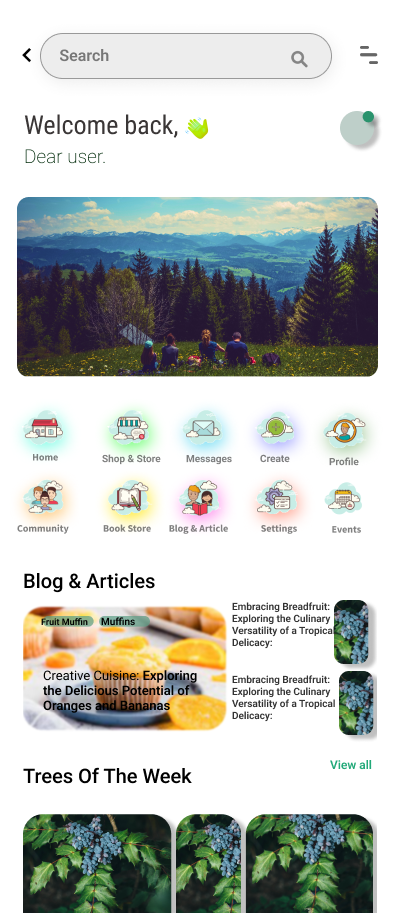 Search
Welcome back,
Dear user.
Home
Shop & Store
Messages
Create
Profile
Community
Book Store
Blog & Article
Settings
Events
Blog & Articles
Fruit Muffin
Muffins
Creative Cuisine: Exploring
the Delicious Potential of
Oranges and Bananas
Embracing Breadfruit:
Exploring the Culinary
Versatility of a Tropical
Delicacy:
Embracing Breadfruit:
Exploring the Culinary
Versatility of a Tropical
Delicacy:
View all
Trees Of The Week